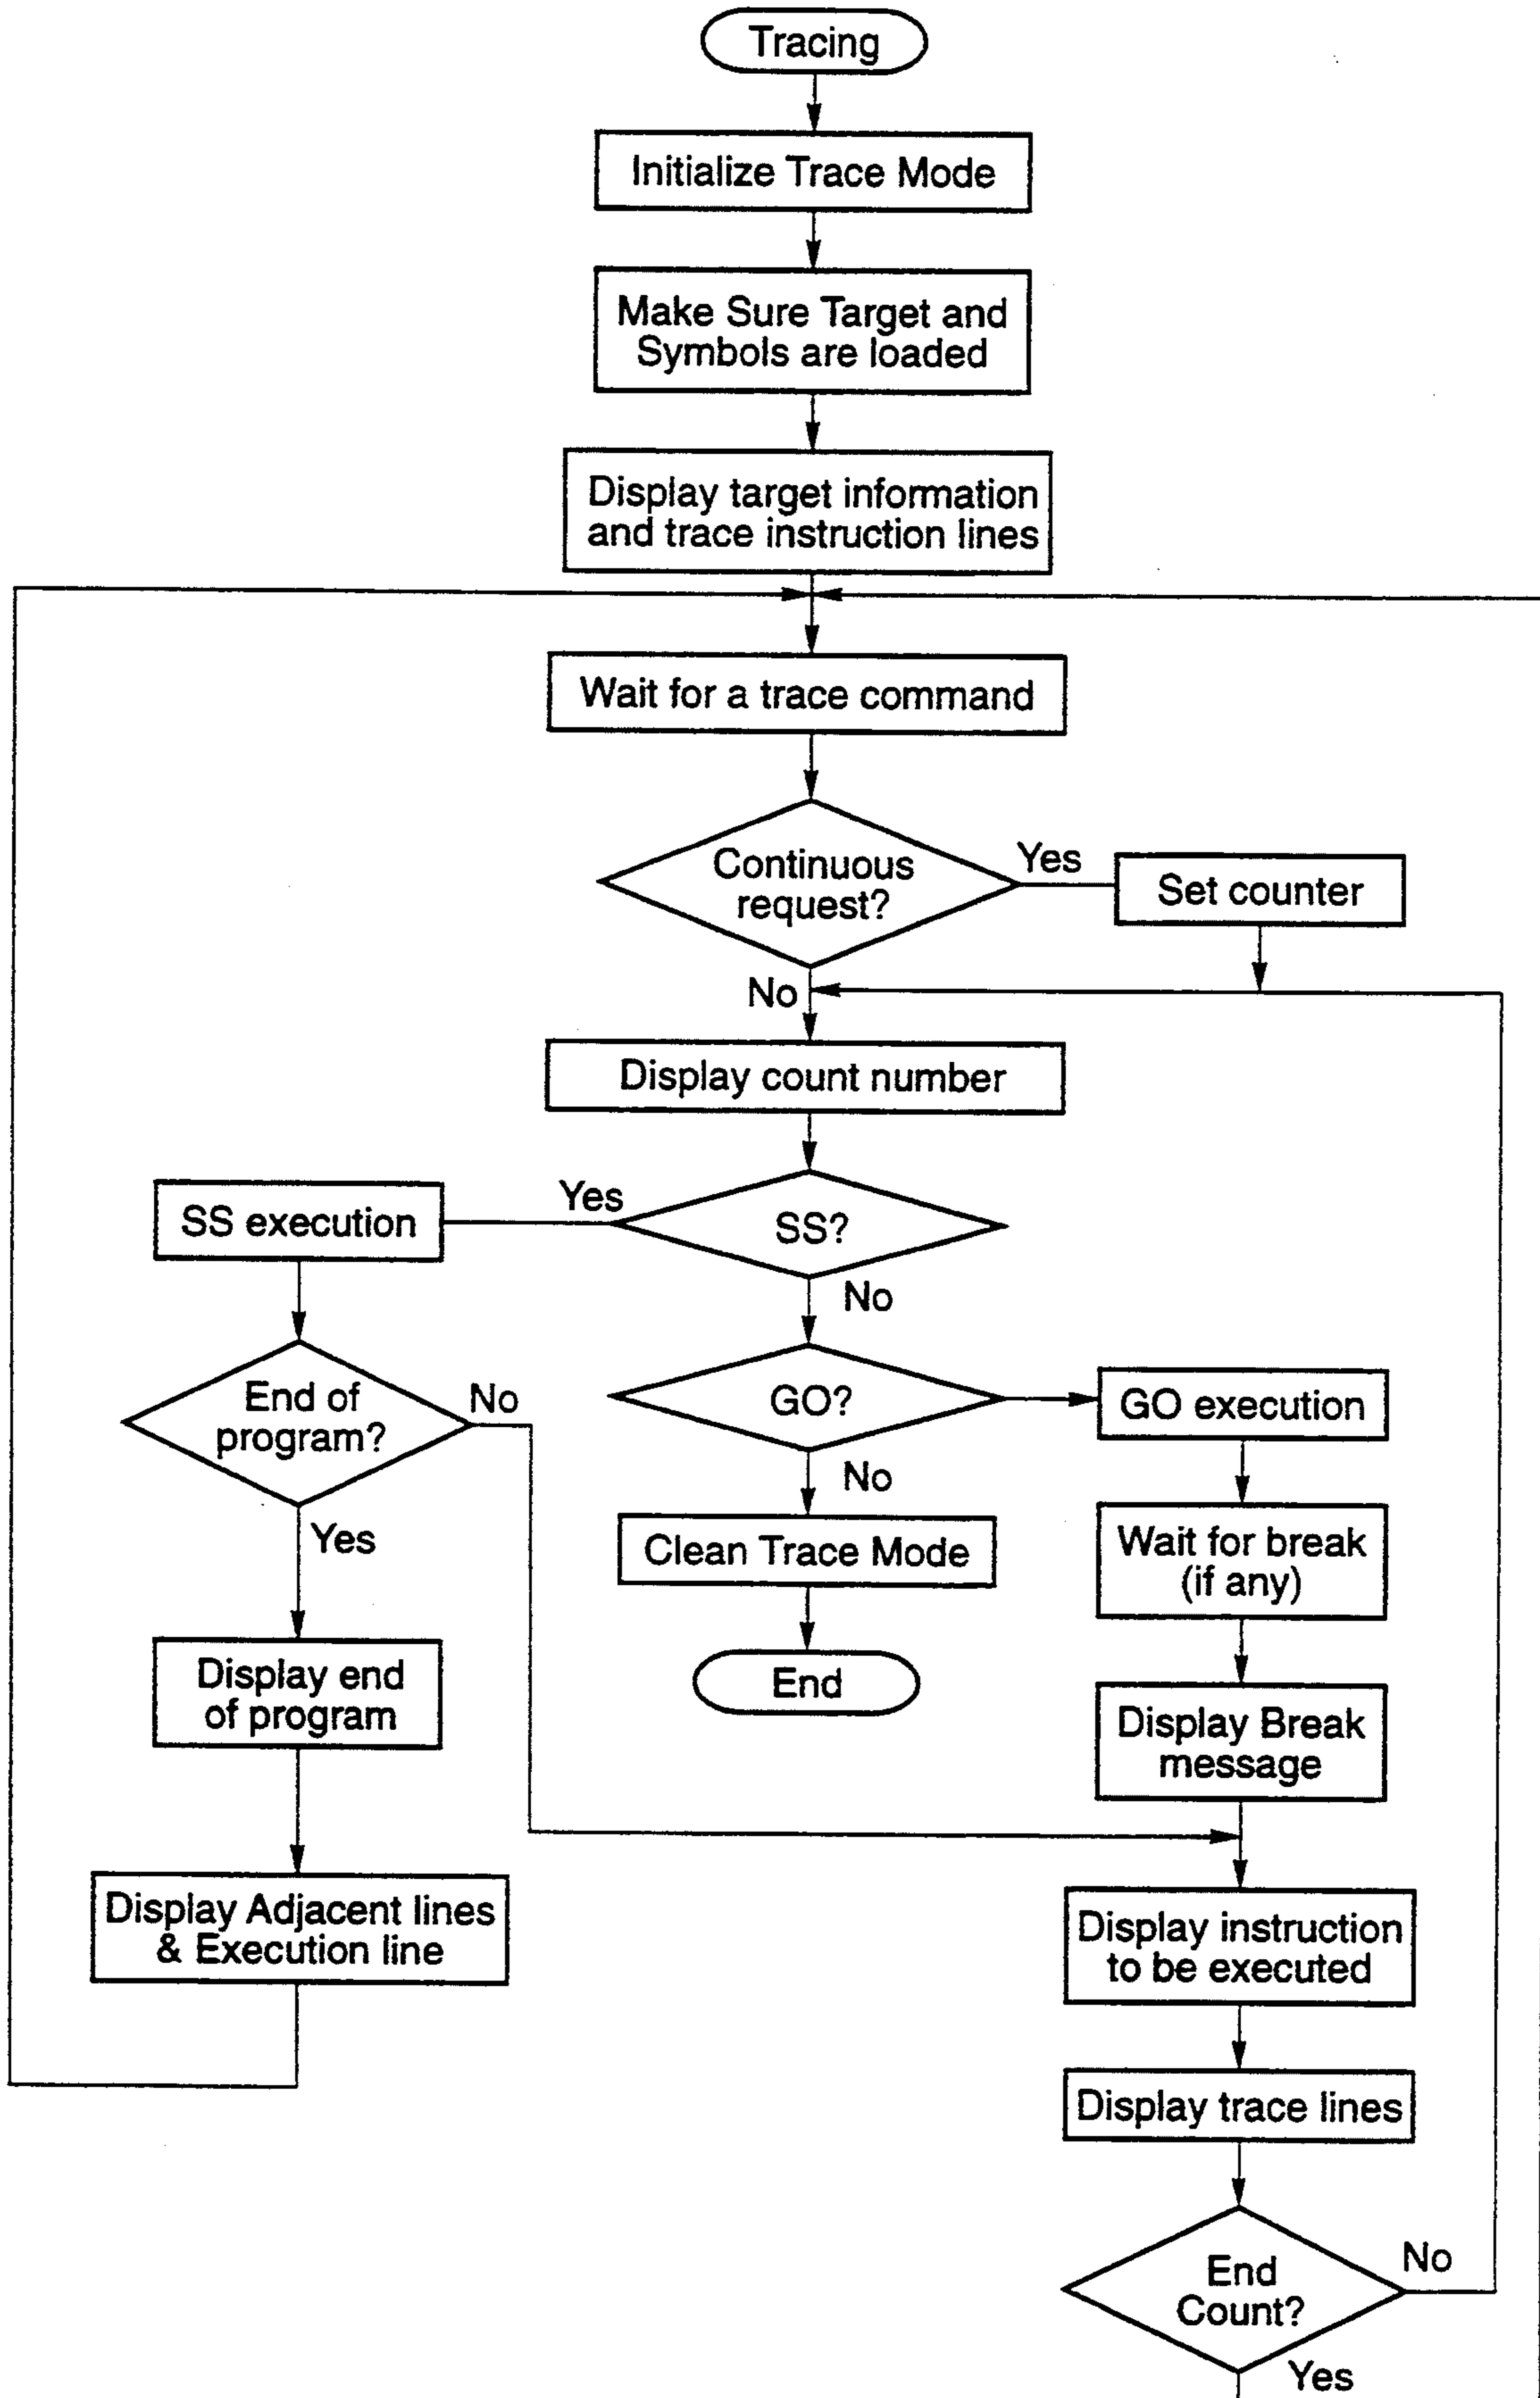 Tracing
Initialize Trace Mode
Make Sure Target and
Symbols are loaded
Display target information
and trace instruction lines
Wait for a trace command
Continuous
request?
Yes
Set counter
No
Display count number
SS?
Yes
SS execution
No
End of
program?
No
GO?
GO execution
No
Yes
Clean Trace Mode
Wait for break
(if any)
Display end
of program
End
Display Break
message
Display Adjacent lines
& Execution line
Display instruction
to be executed
Display trace lines
End
Count?
No
Yes